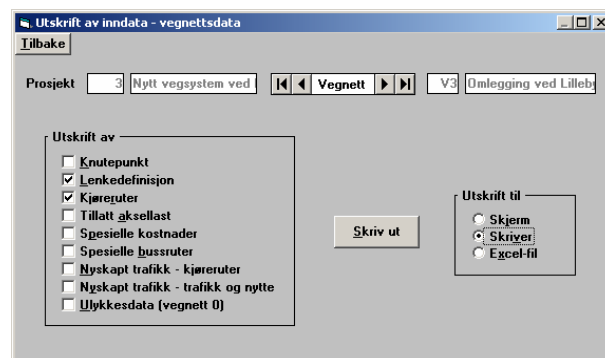 Utskrift av inndata - vegnettsdata
Tilbake
Prosjekt 3 Nytt vegsystem ved Vegnett V3 Omlegging ved Lilleby
Utskrift av
Knutepunkt
Lenkedefinisjon
Kjøreruter
Tillatt aksellast
Spesielle kostnader
Spesielle bussruter
Nyskapt trafikk - kjøreruter
Nyskapt trafikk - trafikk og nytte
Ulykkesdata (vegnett 0)
Skriv ut
Utskrift til
Skjerm
Skriver
Excel-fil